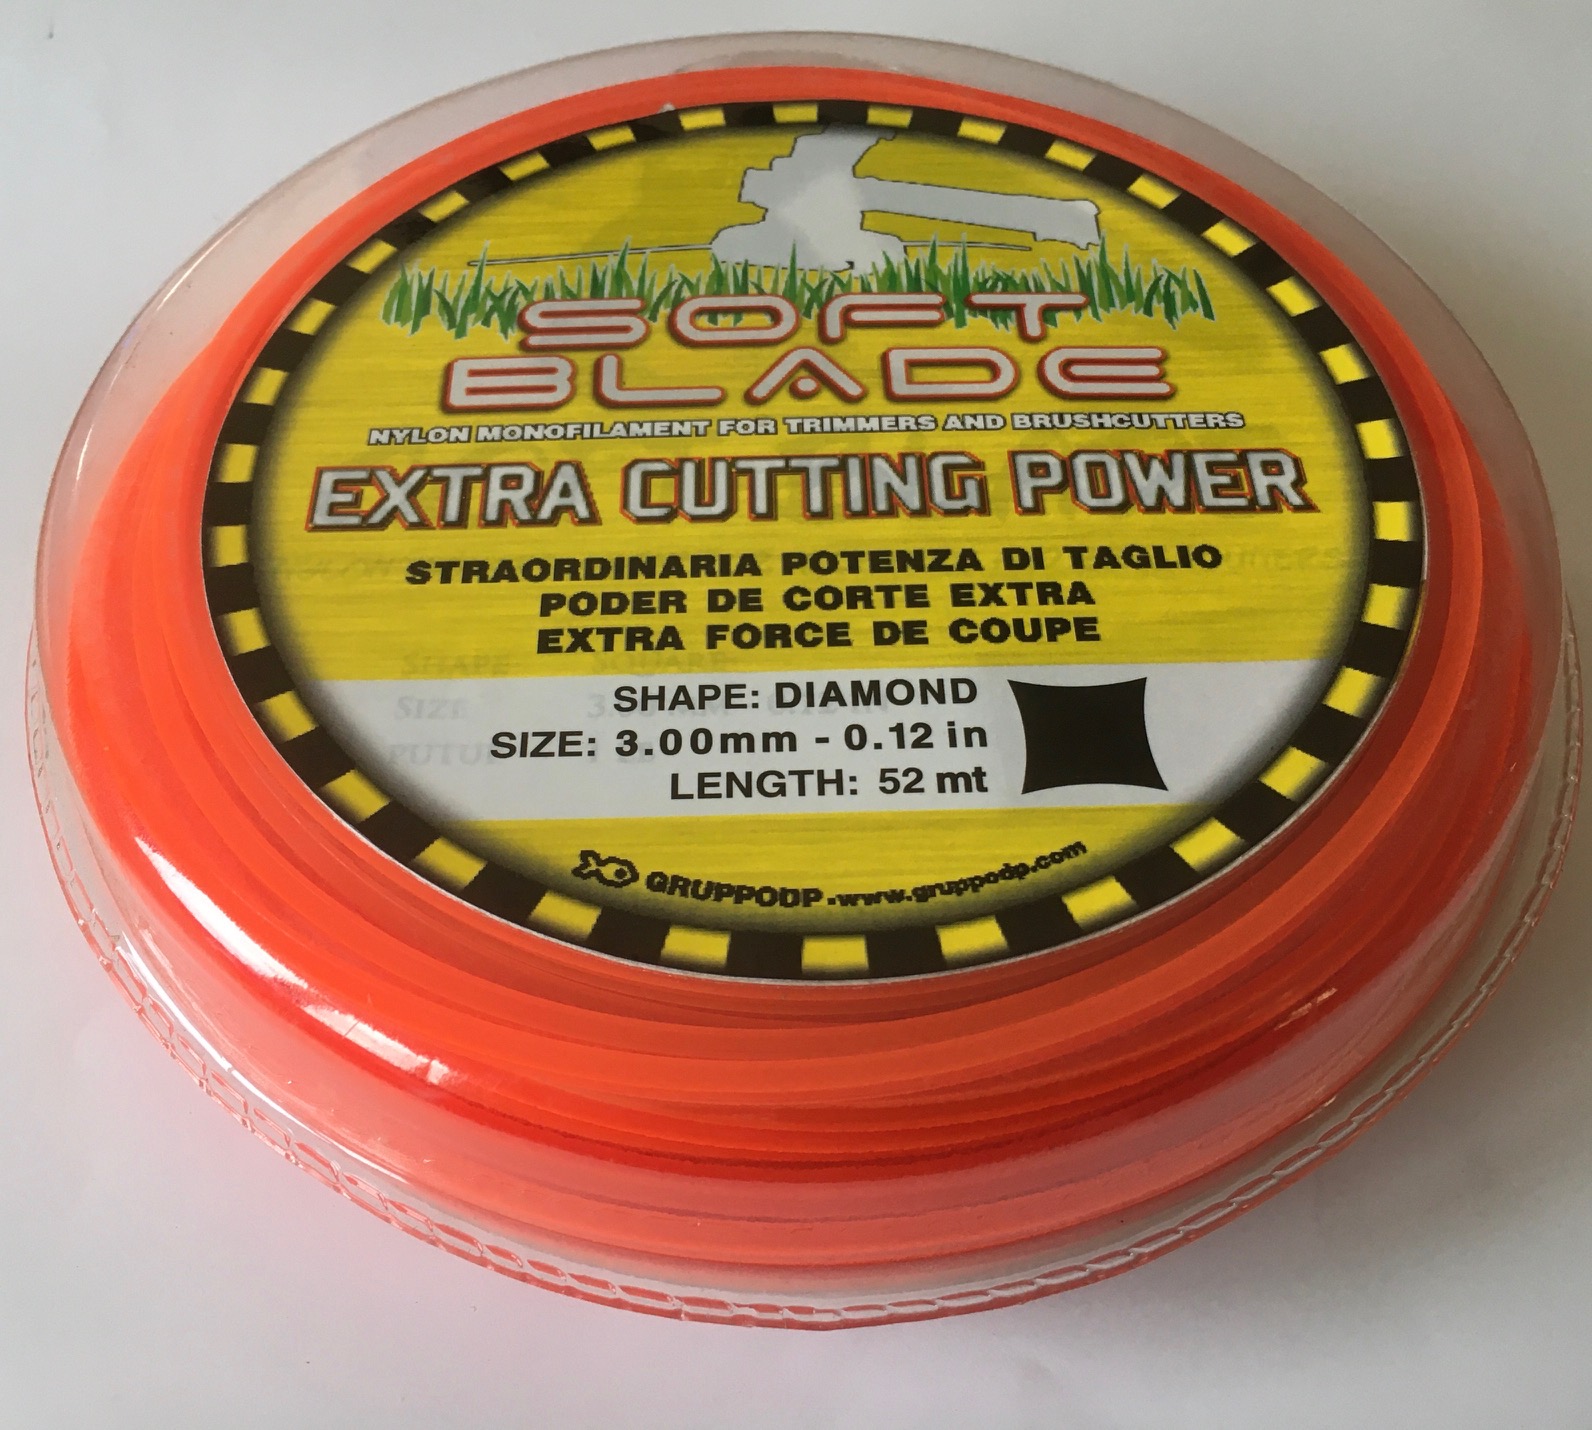 SOFT
BLADE
NYLON MONOFILAMENT FOR TRIMMERS AND BRUSHCUTTERS
EXTRA CUTTING POWER
STRAORDINARIA POTENZA DI TAGLIO
PODER DE CORTE EXTRA
EXTRA FORCE DE COUPE
SHAPE: DIAMOND
SIZE: 3.00mm - 0.12 in
LENGTH: 52 mt
GRUPPODP.www.gruppodp.com